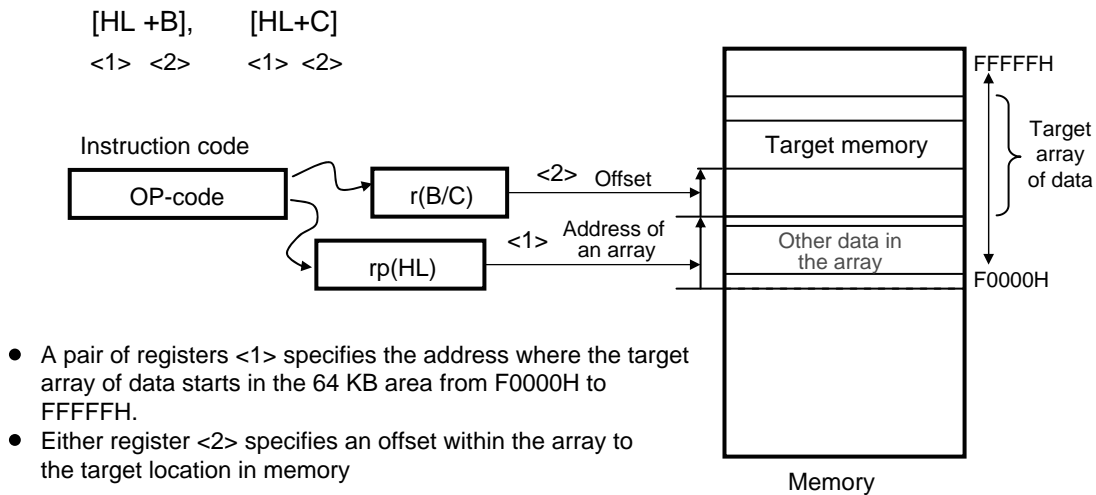 [HL +B], [HL+C]
<1> <2> <1> <2>
FFFFFH
Target
array
of data
Target memory
Instruction code
OP-code
r(B/C)
<2> Offset
rp(HL)
<1> Address of
an array
Other data in
the array
F0000H
● A pair of registers <1> specifies the address where the target
array of data starts in the 64 KB area from F0000H to
FFFFFH.
● Either register <2> specifies an offset within the array to
the target location in memory
Memory